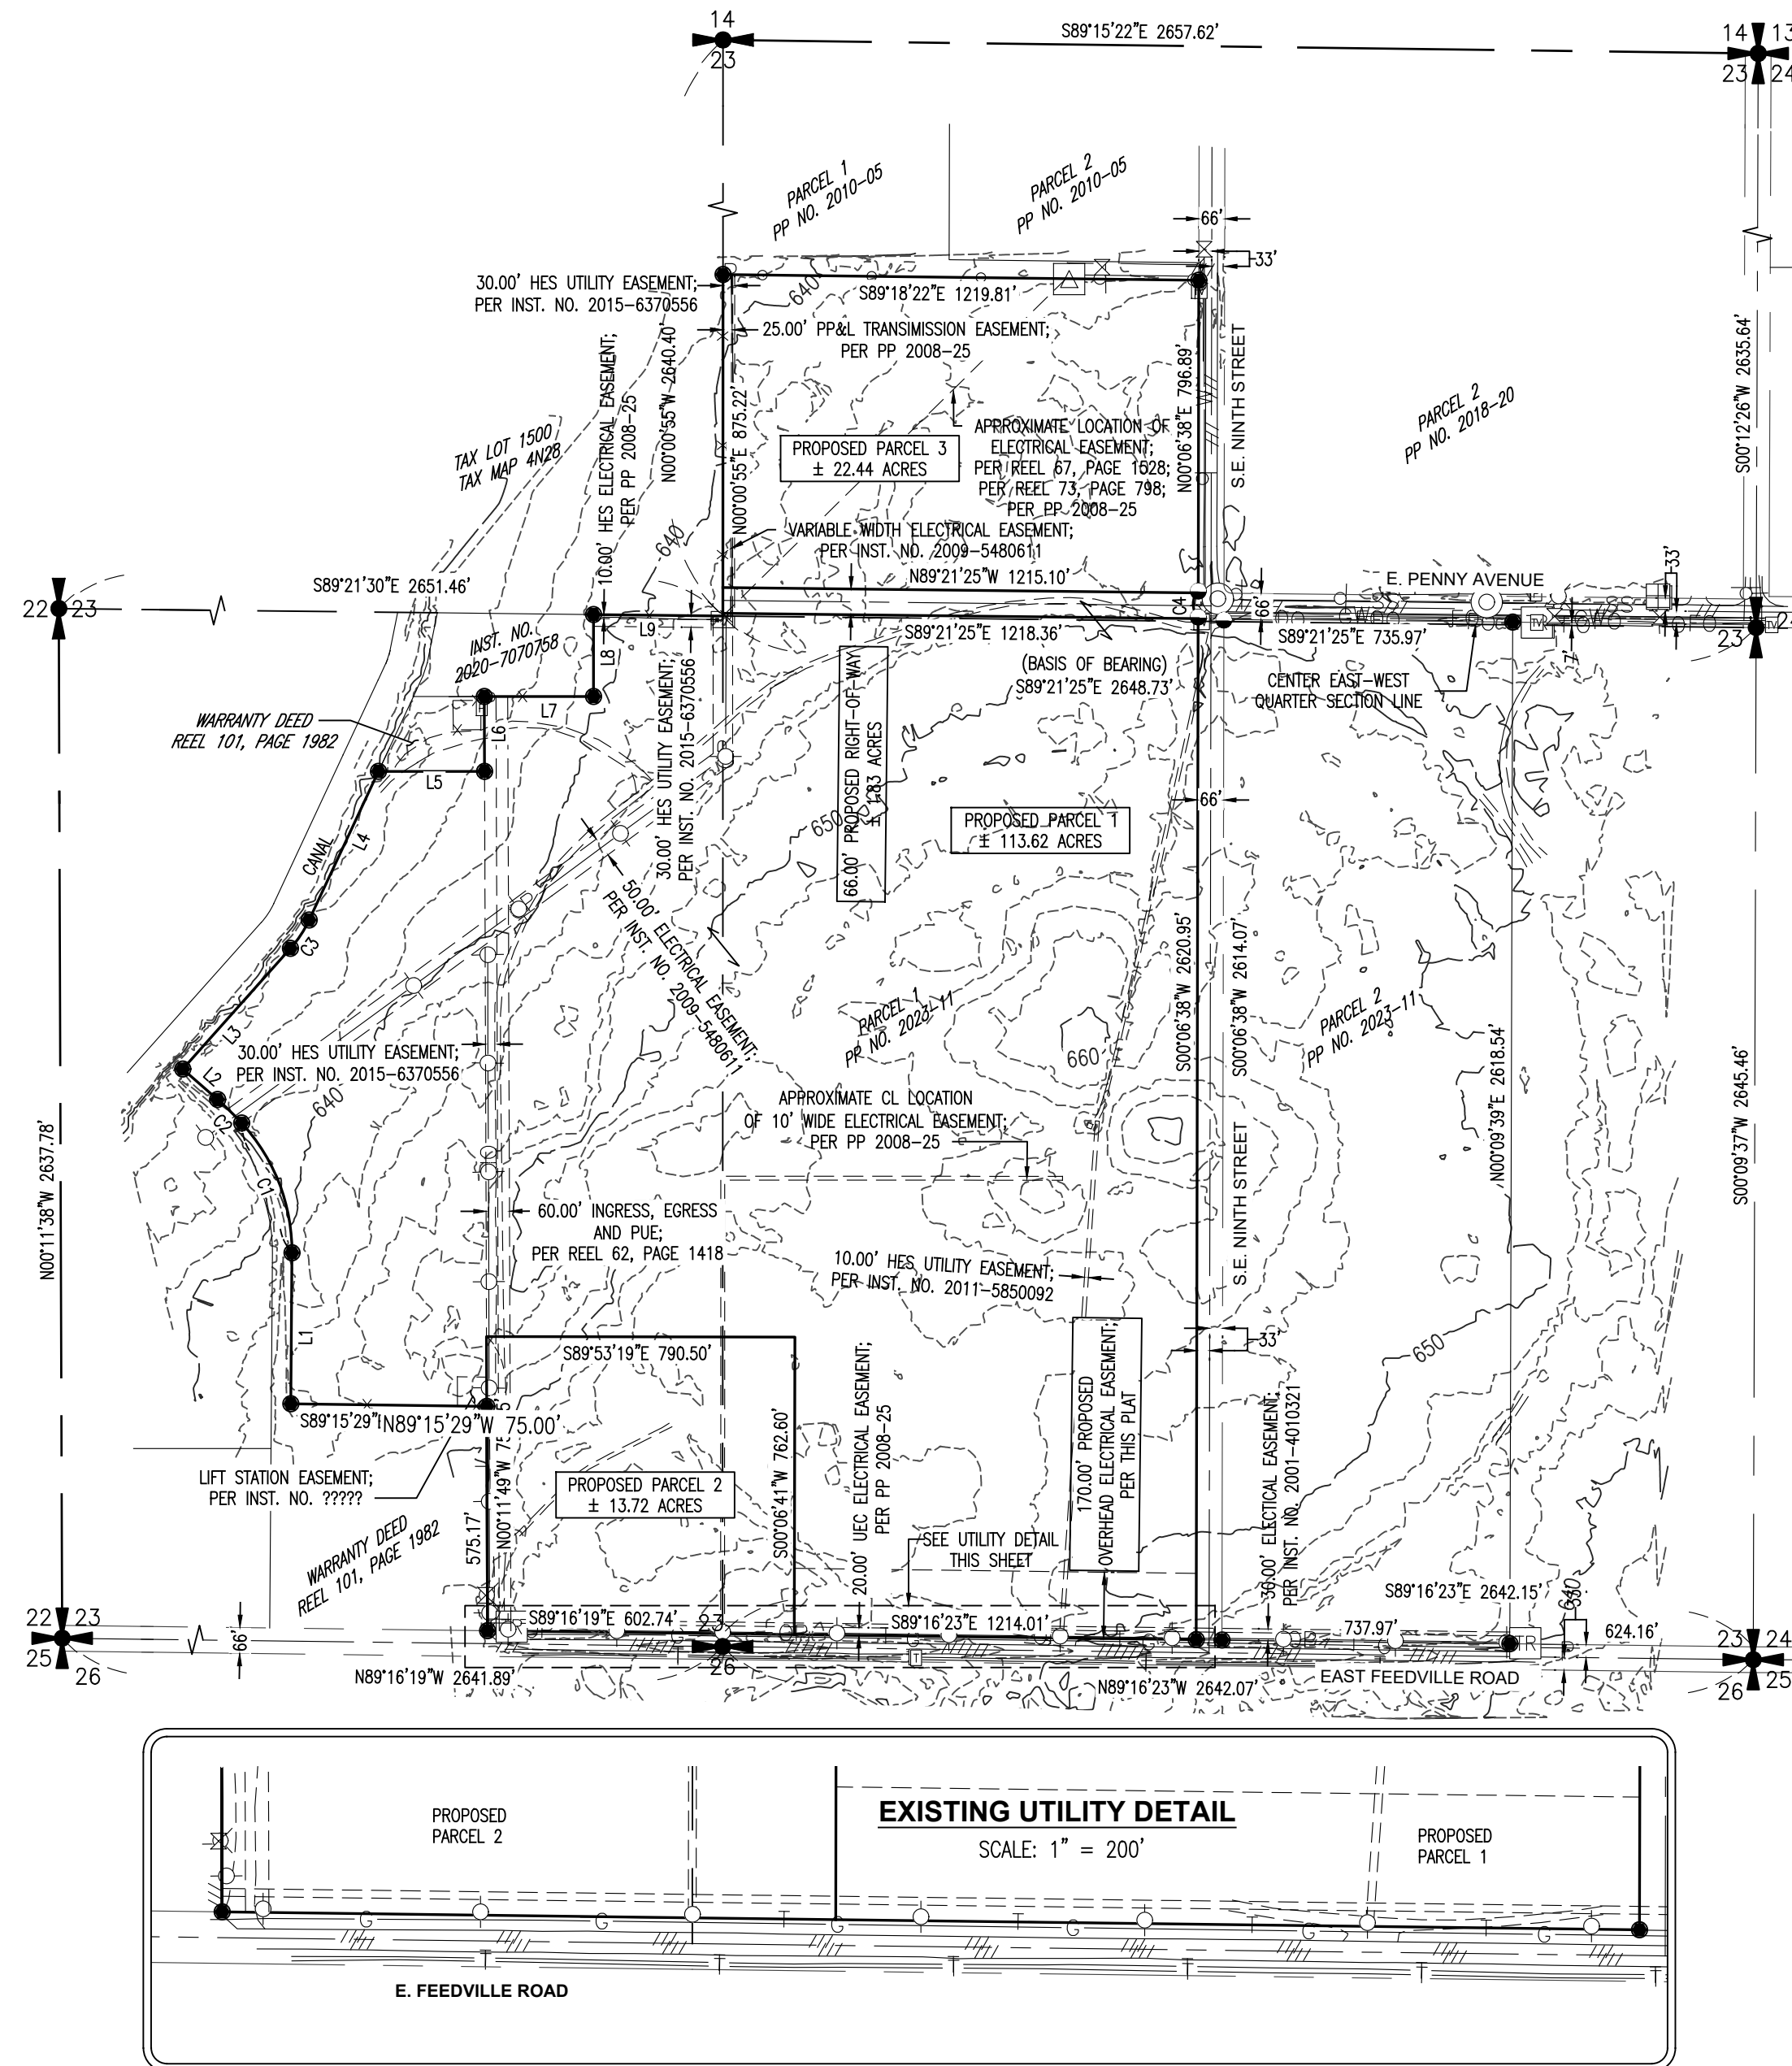 14
S89°15'22"E 2657.62'
14
13
23
23
24
PARCEL 1
PP NO. 2010-05
PARCEL 2
PP NO. 2010-05
66'
33'
30.00' HES UTILITY EASEMENT;
PER INST. NO. 2015-6370556
640
S89°18'22"E 1219.81'
25.00' PP&L TRANSIMISSION EASEMENT;
PER PP 2008-25
10.00' HES ELECTRICAL EASEMENT;
PER PP 2008-25
N00°00'55"W 2640.40'
N00°00'55"E 875.22'
N00°06'38"E 796.89'
S.E. NINTH STREET
S00°12'26"W 2635.64'
PARCEL 2
PP NO. 2018-20
TAX LOT 1500
TAX MAP 4N28
PROPOSED PARCEL 3
± 22.44 ACRES
APPROXIMATE LOCATION OF
ELECTRICAL EASEMENT;
PER REEL 67, PAGE 1528;
PER REEL 73, PAGE 798;
PER PP 2008-25
640
VARIABLE WIDTH ELECTRICAL EASEMENT;
PER INST. NO. 2009-5480611
N89°21'25"W 1215.10'
S89°21'30"E 2651.46'
E. PENNY AVENUE
33'
22
23
C4
66'
L9
L8
S89°21'25"E 1218.36'
S89°21'25"E 735.97'
23
24
7'
INST. NO.
2020-7070758
(BASIS OF BEARING)
S89°21'25"E 2648.73'
CENTER EAST-WEST
QUARTER SECTION LINE
WARRANTY DEED
REEL 101, PAGE 1982
L7
L6
L5
30.00' HES UTILITY EASEMENT;
PER INST. NO. 2015-6370556
66.00' PROPOSED RIGHT-OF-WAY
± 1.83 ACRES
66'
650
PROPOSED PARCEL 1
± 113.62 ACRES
CANAL
L4
C3
50.00' ELECTRICAL EASEMENT;
PER INST. NO. 2009-5480611
L3
PARCEL 1
PP NO. 2023-11
660
S00°06'38"W 2620.95'
S00°06'38"W 2614.07'
PARCEL 2
PP NO. 2023-11
N00°09'39"E 2618.54'
30.00' HES UTILITY EASEMENT;
PER INST. NO. 2015-6370556
L2
C2
640
APPROXIMATE CL LOCATION
OF 10' WIDE ELECTRICAL EASEMENT;
PER PP 2008-25
N00°11'38"W 2637.78'
S00°09'37"W 2645.46'
C1
60.00' INGRESS, EGRESS
AND PUE;
PER REEL 62, PAGE 1418
10.00' HES UTILITY EASEMENT;
PER INST. NO. 2011-5850092
S.E. NINTH STREET
L1
S89°53'19"E 790.50'
33'
650
20.00' UEC ELECTRICAL EASEMENT;
PER PP 2008-25
170.00' PROPOSED
OVERHEAD ELECTRICAL EASEMENT;
PER THIS PLAT
30.00' ELECTICAL EASEMENT;
PER INST. NO. 2001-4010321
S89°15'29"
N89°15'29"W 75.00'
LIFT STATION EASEMENT;
PER INST. NO. ?????
575.17'
N00°11'49"W
PROPOSED PARCEL 2
± 13.72 ACRES
S00°06'41"W 762.60'
WARRANTY DEED
REEL 101, PAGE 1982
SEE UTILITY DETAIL
THIS SHEET
S89°16'23"E 2642.15'
640
33'
22
23
66'
S89°16'19"E 602.74'
23
S89°16'23"E 1214.01'
737.97'
624.16'
23
24
25
26
N89°16'19"W 2641.89'
26
N89°16'23"W 2642.07'
EAST FEEDVILLE ROAD
26
25
PROPOSED
PARCEL 2
EXISTING UTILITY DETAIL
SCALE: 1" = 200'
PROPOSED
PARCEL 1
E. FEEDVILLE ROAD